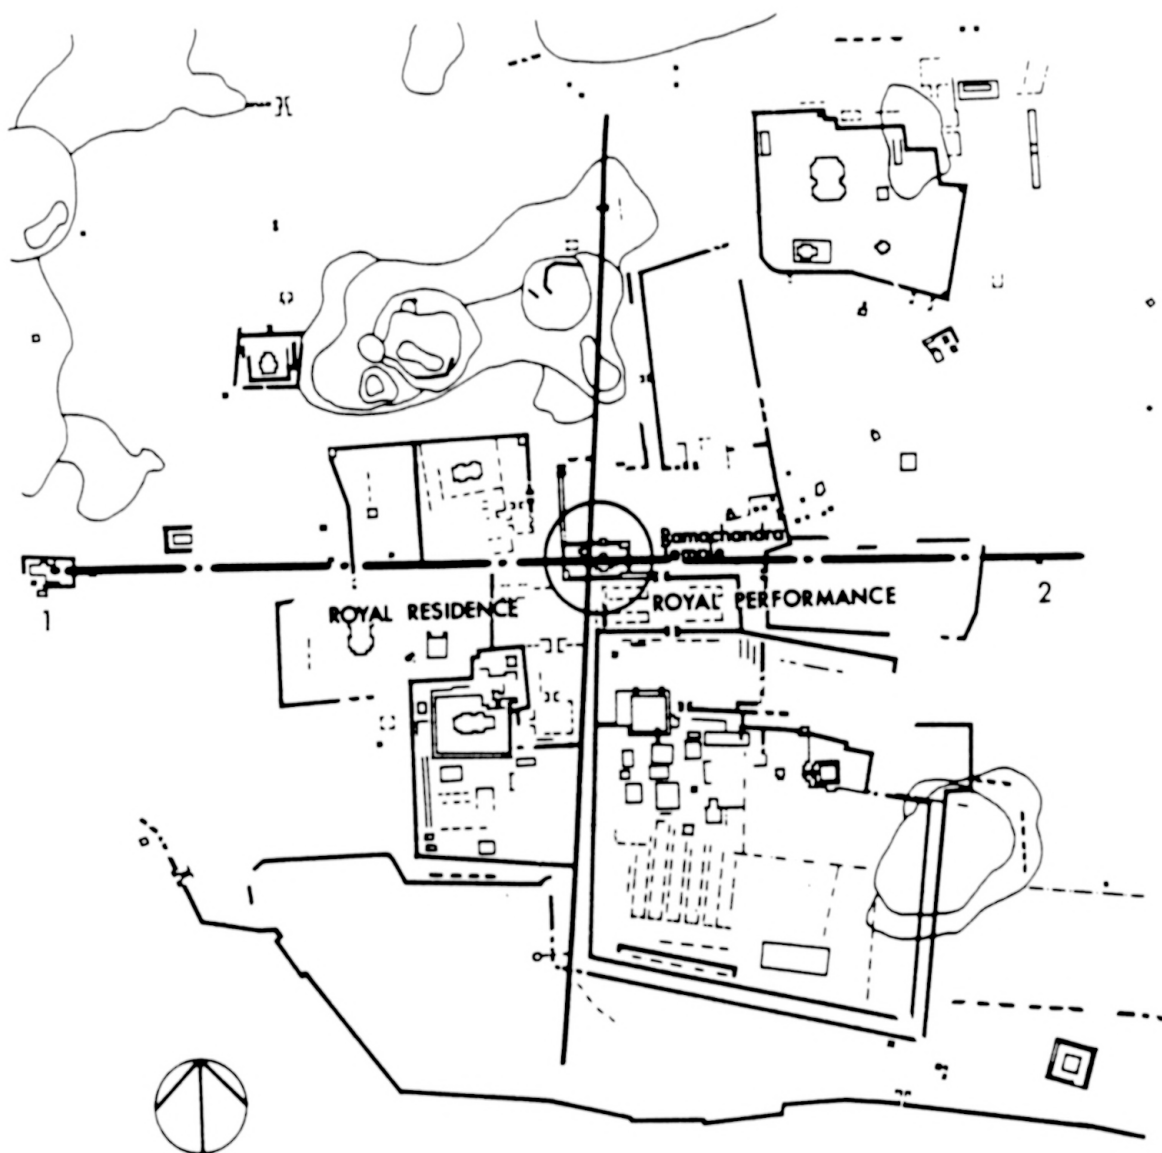 Ramachandra
temple
ROYAL RESIDENCE
ROYAL PERFORMANCE
1
2